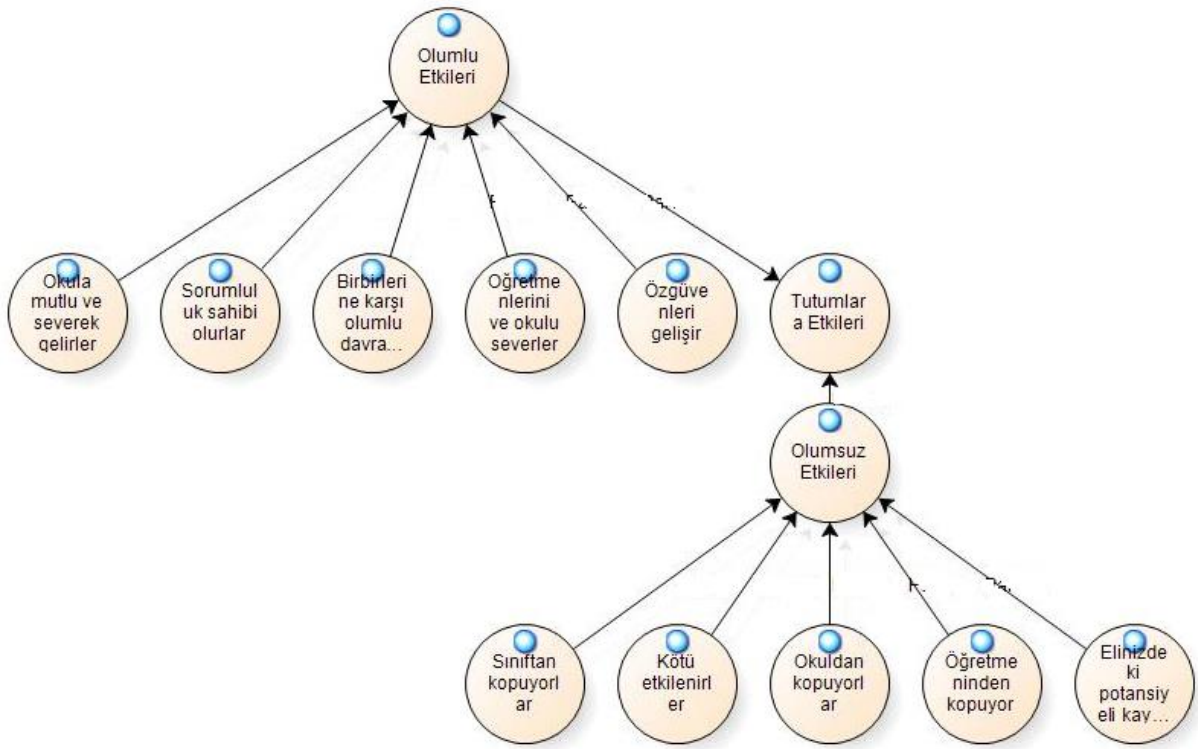 Olumlu
Etkileri
Okula
mutlu ve
severek
gelirler
Sorumlul
uk sahibi
olurlar
Birbirleri
ne karşı
olumlu
davra...
Öğretme
nlerini
ve okulu
severler
Özgüve
nleri
gelişir
Tutumlar
a Etkileri
Olumsuz
Etkileri
Sınıftan
kopuyorl
ar
Kötü
etkilenirl
er
Okuldan
kopuyorl
ar
Öğretme
ninden
kopuyor
Elinizde
ki
potansiy
eli kay...